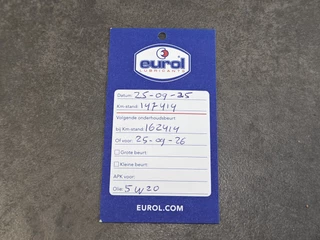 eurol
LUBRICANTS
Datum: 25-09-25
Km-stand: 147414
Volgende onderhoudsbeurt
bij Km-stand: 162414
Of voor: 25-09-26
Grote beurt:
Kleine beurt:
APK voor:
Olie: 5W20
EUROL.COM